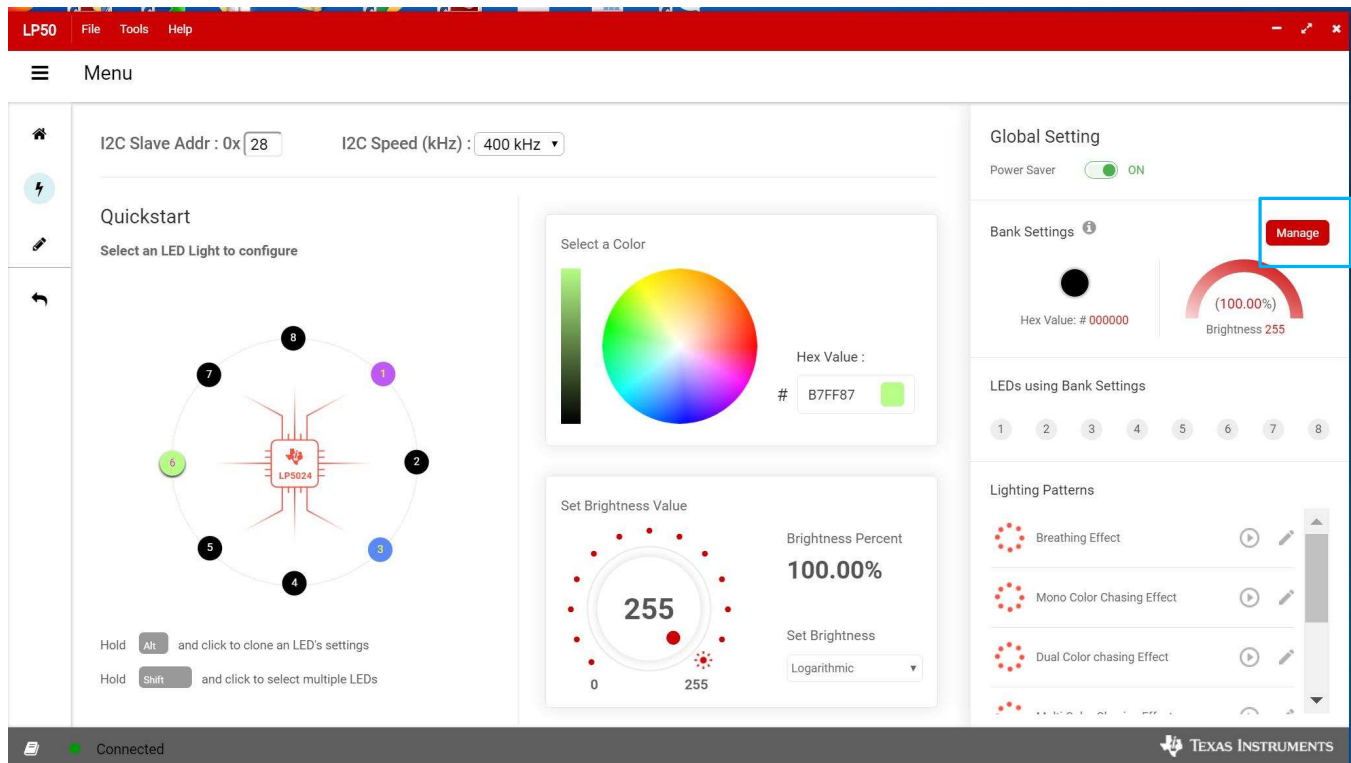 LP50 File Tools Help
Menu
I2C Slave Addr : 0x 28 I2C Speed (kHz) : 400 kHz
Quickstart
Select an LED Light to configure
8
7
1
6
LP5024
2
5
3
4
Hold Alt and click to clone an LED's settings
Hold Shift and click to select multiple LEDs
Select a Color
Hex Value :
# B7FF87
Set Brightness Value
Brightness Percent
100.00%
255
Set Brightness
Logarithmic
0 255
Global Setting
Power Saver ON
Bank Settings Manage
(100.00%)
Hex Value: # 000000
Brightness 255
LEDs using Bank Settings
1 2 3 4 5 6 7 8
Lighting Patterns
Breathing Effect
Mono Color Chasing Effect
Dual Color chasing Effect
Connected
TEXAS INSTRUMENTS